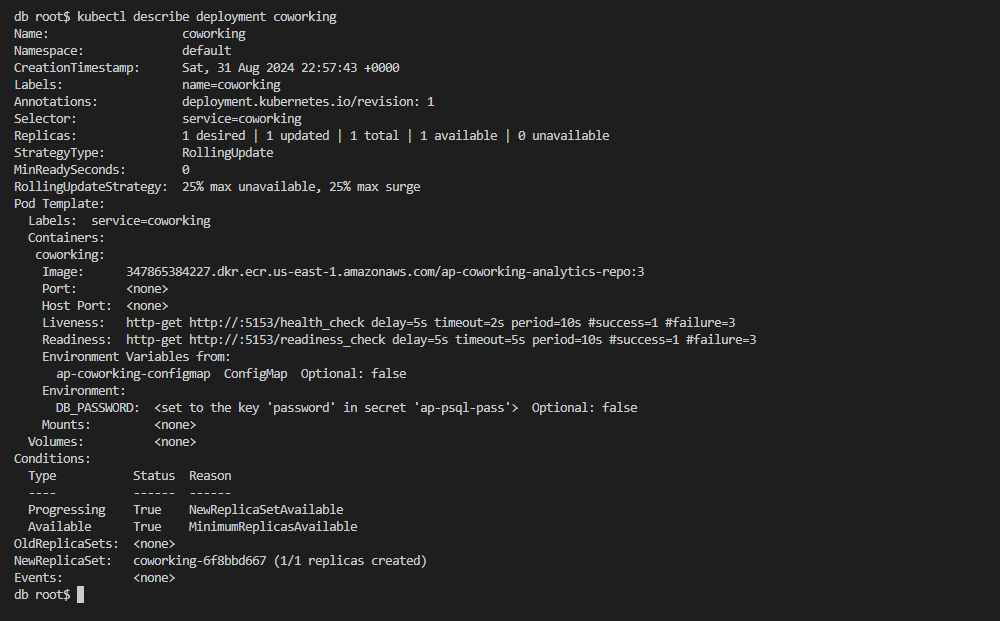 db root$ kubectl describe deployment coworking
Name:                   coworking
Namespace:              default
CreationTimestamp:      Sat, 31 Aug 2024 22:57:43 +0000
Labels:                 name=coworking
Annotations:            deployment.kubernetes.io/revision: 1
Selector:               service=coworking
Replicas:               1 desired | 1 updated | 1 total | 1 available | 0 unavailable
StrategyType:           RollingUpdate
MinReadySeconds:        0
RollingUpdateStrategy:  25% max unavailable, 25% max surge
Pod Template:
  Labels:  service=coworking
  Containers:
   coworking:
    Image:      347865384227.dkr.ecr.us-east-1.amazonaws.com/ap-coworking-analytics-repo:3
    Port:       <none>
    Host Port:  <none>
    Liveness:   http-get http://:5153/health_check delay=5s timeout=2s period=10s #success=1 #failure=3
    Readiness:  http-get http://:5153/readiness_check delay=5s timeout=5s period=10s #success=1 #failure=3
    Environment Variables from:
      ap-coworking-configmap  ConfigMap  Optional: false
    Environment:
      DB_PASSWORD:  <set to the key 'password' in secret 'ap-psql-pass'>  Optional: false
    Mounts:         <none>
  Volumes:          <none>
Conditions:
  Type           Status  Reason
  ----           ------  ------
  Progressing    True    NewReplicaSetAvailable
  Available      True    MinimumReplicasAvailable
OldReplicaSets:  <none>
NewReplicaSet:   coworking-6f8bbd667 (1/1 replicas created)
Events:          <none>
db root$